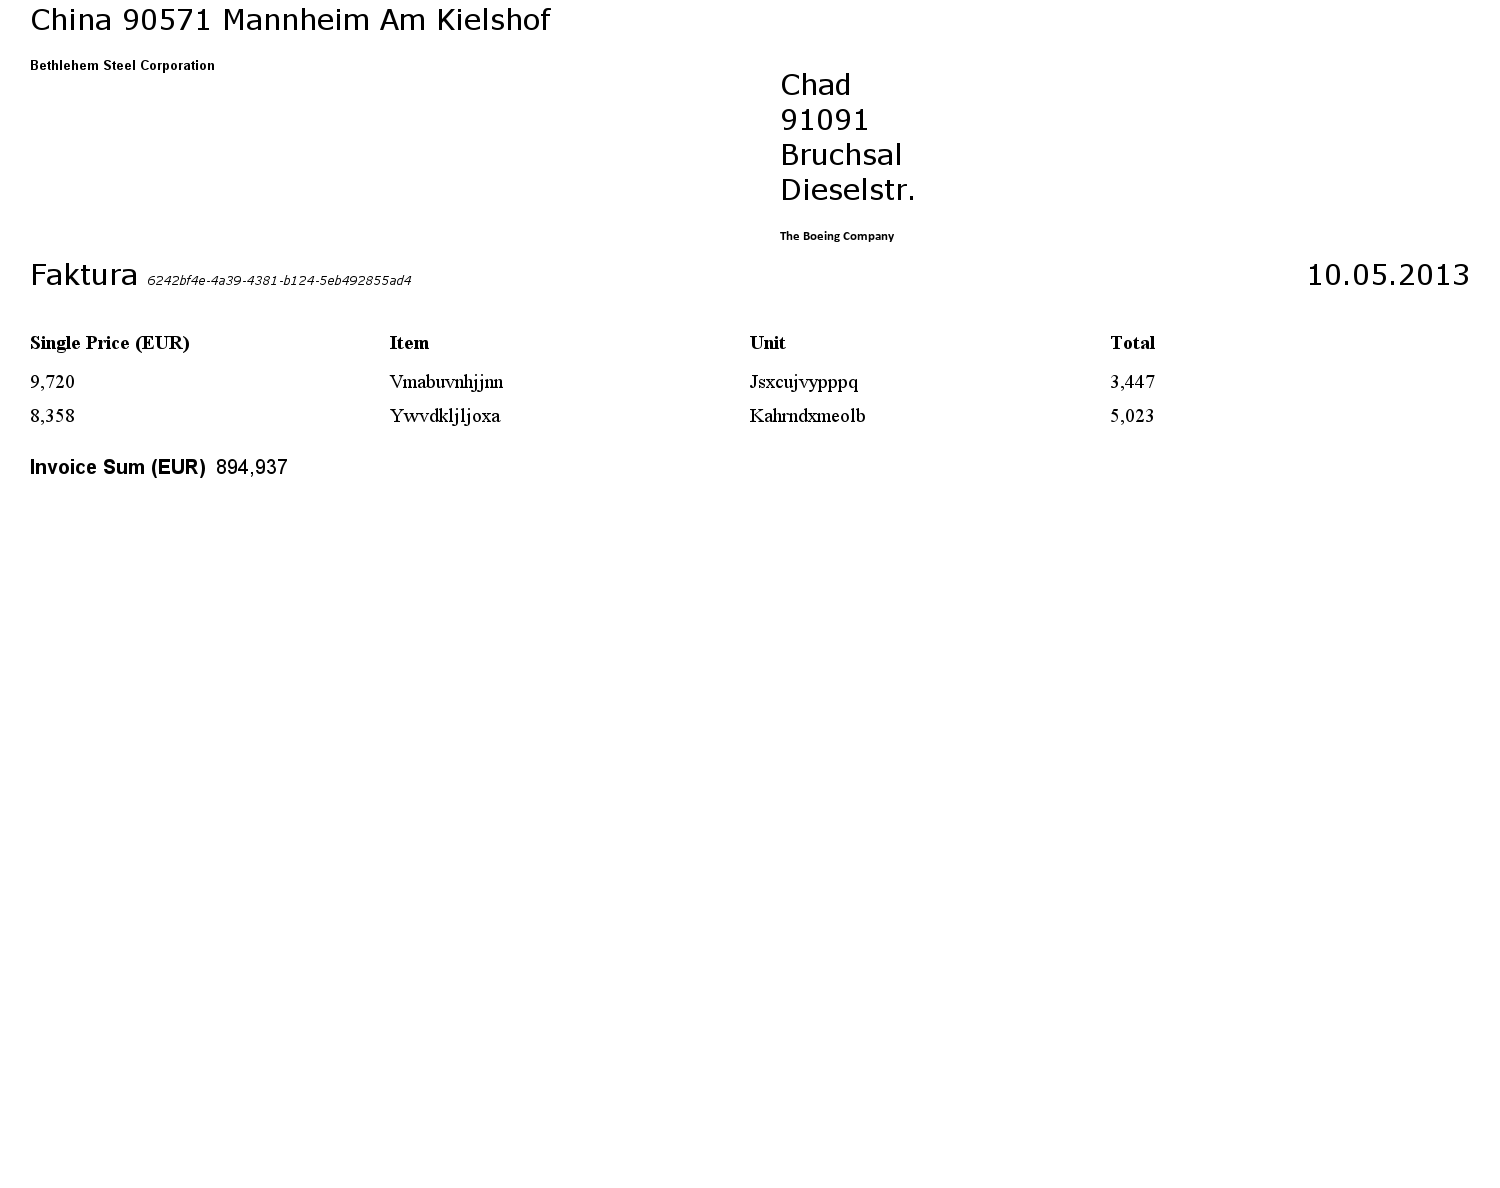 China 90571 Mannheim Am Kielshof
Bethlehem Steel Corporation
Chad
91091
Bruchsal
Dieselstr.
The Boeing Company
Faktura 6242bf4e-4a39-4381-b124-5eb492855ad4 10.05.2013
Single Price (EUR) Item Unit Total
9,720 Vmabuvnhjjnn Jsxcujvypppq 3,447
8,358 Ywvdkljljoxa Kahrndxmeolb 5,023
Invoice Sum (EUR) 894,937